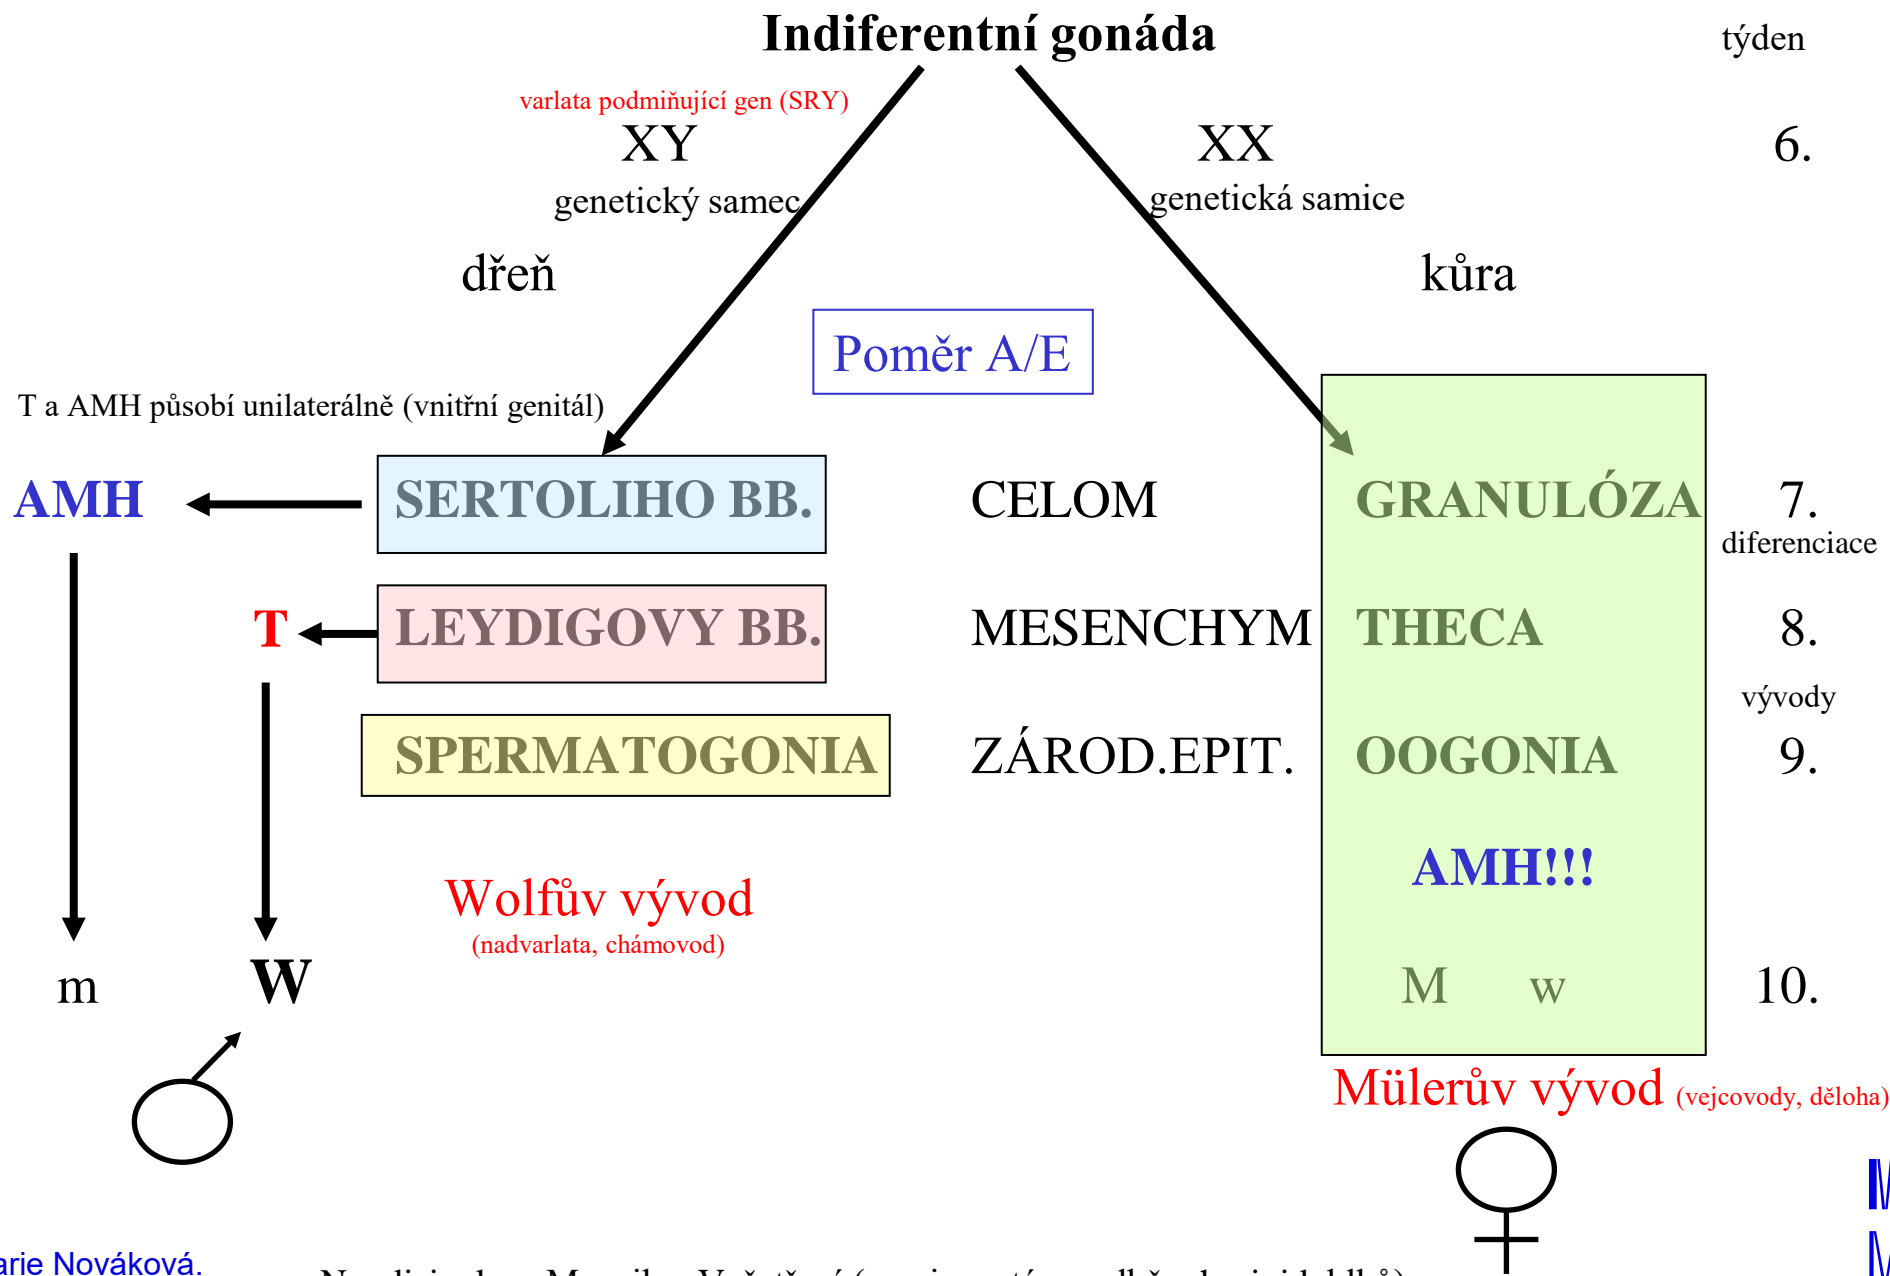 Indiferentní gonáda týden
varlata podmiňující gen (SRY)
XY XX 6.
genetický samec genetická samice
dřeň kůra
Poměr A/E
T a AMH působí unilaterálně (vnitřní genitál)
AMH SERTOLIHO BB. CELOM GRANULÓZA 7.
diferenciace
T LEYDIGOVY BB. MESENCHYM THECA 8.
vývody
SPERMATOGONIA ZÁROD.EPIT. OOGONIA 9.
AMH!!!
Wolfův vývod
(nadvarlata, chámovod)
m W M w 10.
Mülerův vývod (vejcovody, děloha)
Nováková.